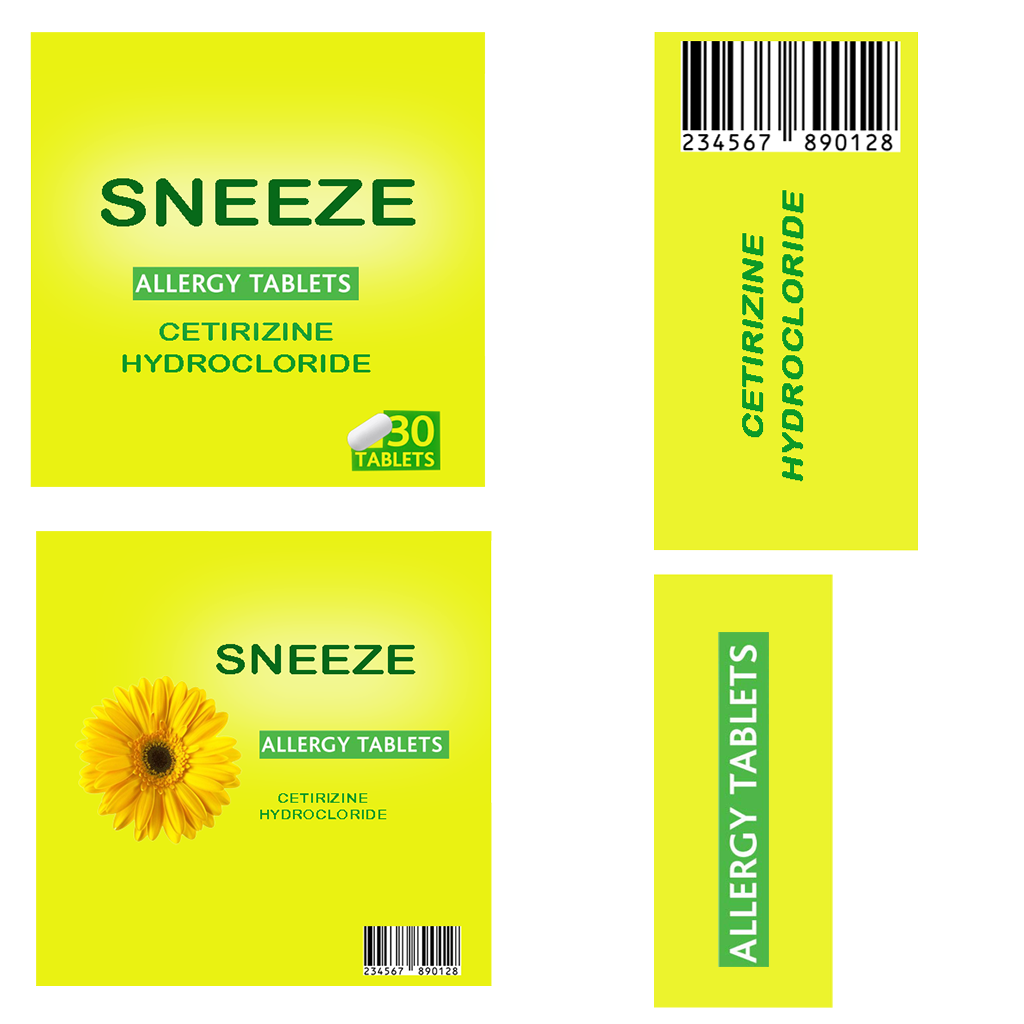 SNEEZE
ALLERGY TABLETS
CETIRIZINE
HYDROCLORIDE
30
TABLETS
234567 890128
CETIRIZINE
HYDROCLORIDE
SNEEZE
ALLERGY TABLETS
CETIRIZINE
HYDROCLORIDE
234567 890128
ALLERGY TABLETS